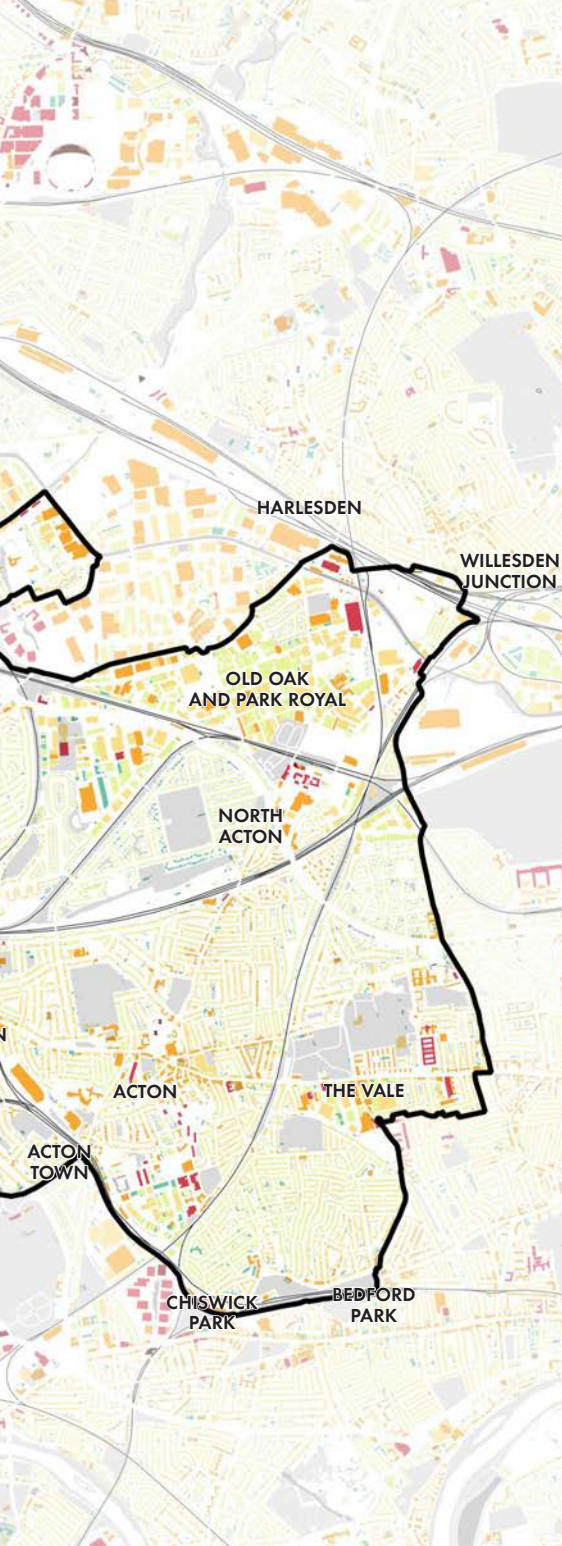 HARLESDEN
WILLESDEN
JUNCTION
OLD OAK
AND PARK ROYAL
NORTH
ACTON
N
ACTON
THE VALE
ACTON
TOWN
CHISWICK
PARK
BEDFORD
PARK